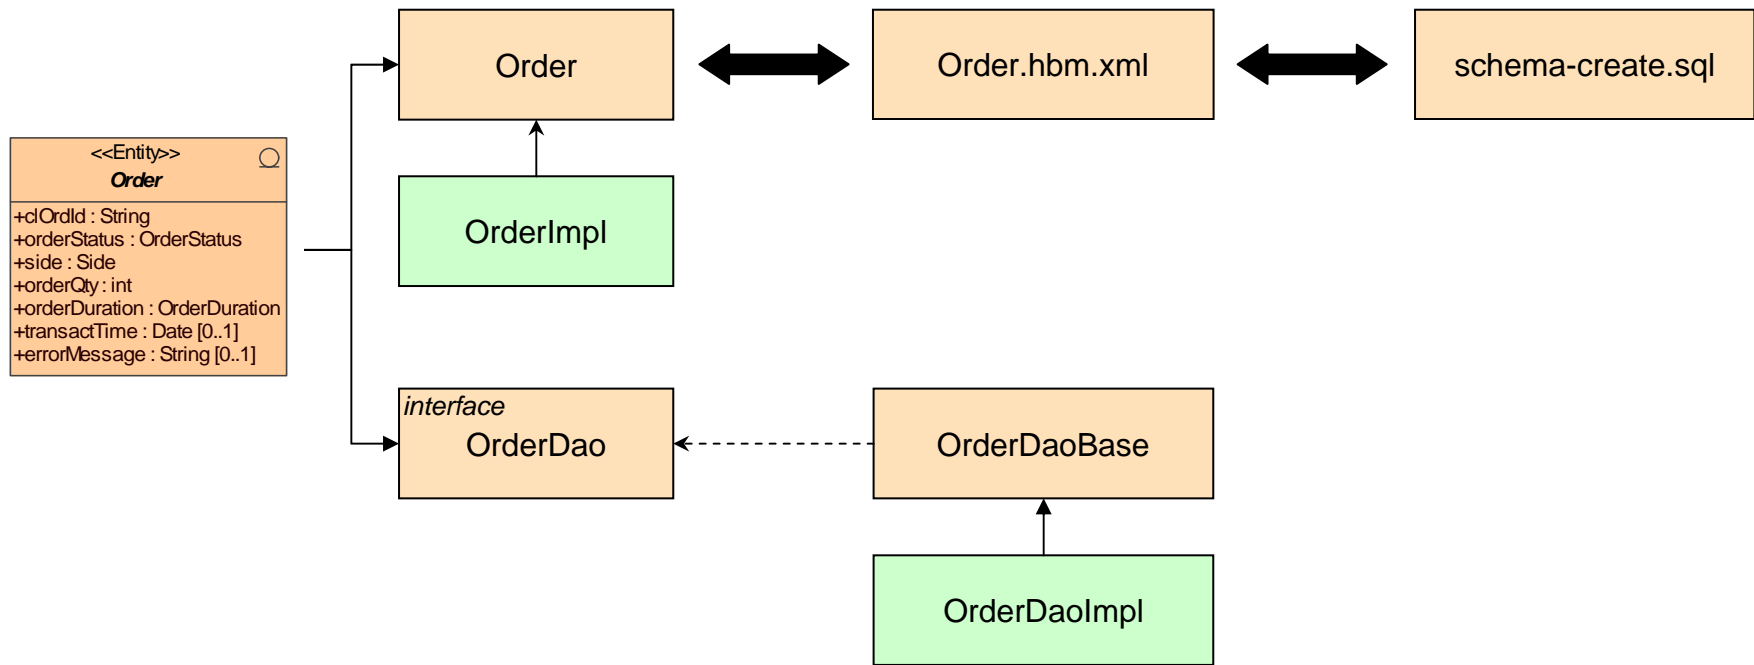 Order
Order.hbm.xml
schema-create.sql
<<Entity>>
Order
+clOrdId : String
+orderStatus : OrderStatus
+side : Side
+orderQty : int
+orderDuration : OrderDuration
+transactTime : Date [0..1]
+errorMessage : String [0..1]
OrderImpl
interface
OrderDao
OrderDaoBase
OrderDaoImpl